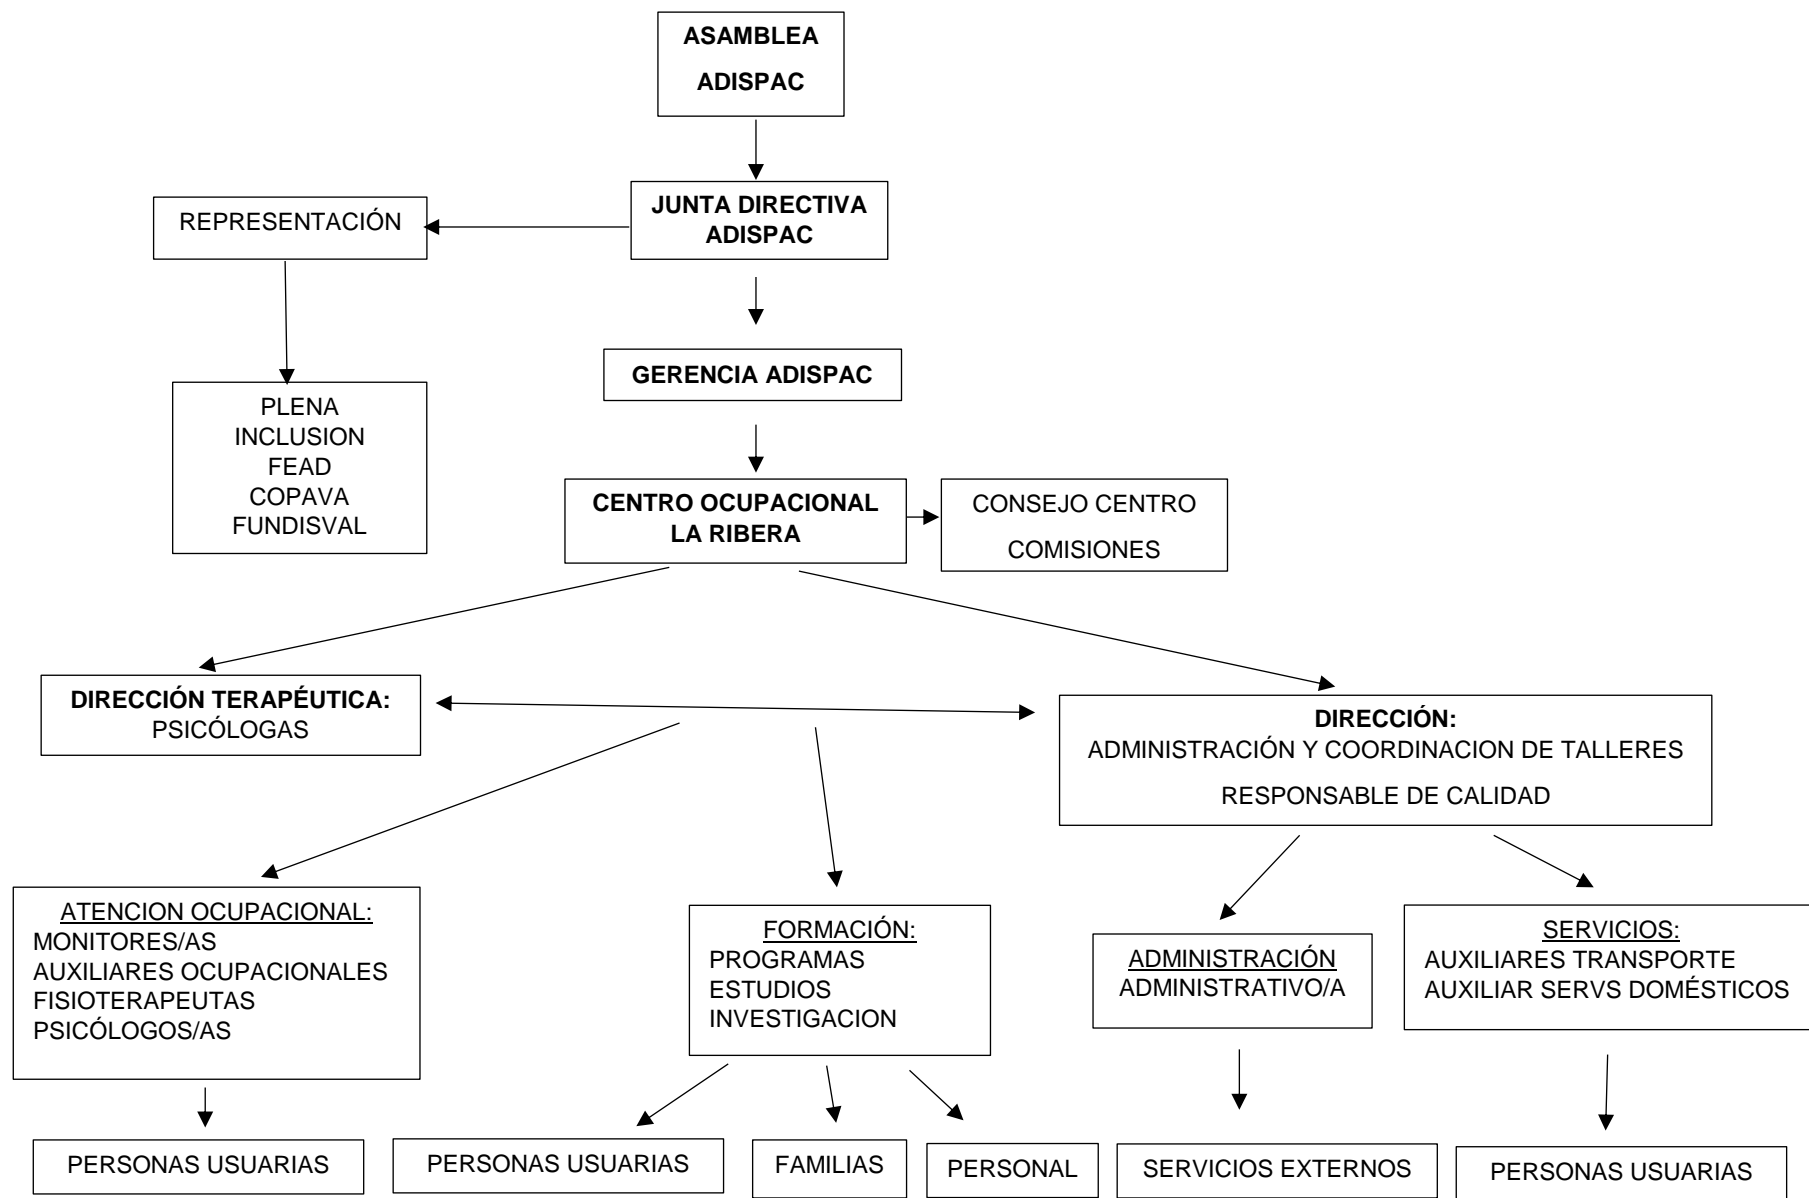 ASAMBLEA
ADISPAC
JUNTA DIRECTIVA
ADISPAC
REPRESENTACIÓN
GERENCIA ADISPAC
PLENA
INCLUSION
FEAD
COPAVA
FUNDISVAL
CENTRO OCUPACIONAL
LA RIBERA
CONSEJO CENTRO
COMISIONES
DIRECCIÓN TERAPÉUTICA:
PSICÓLOGAS
DIRECCIÓN:
ADMINISTRACIÓN Y COORDINACION DE TALLERES
RESPONSABLE DE CALIDAD
ATENCION OCUPACIONAL:
MONITORES/AS
AUXILIARES OCUPACIONALES
FISIOTERAPEUTAS
PSICÓLOGOS/AS
FORMACIÓN:
PROGRAMAS
ESTUDIOS
INVESTIGACION
ADMINISTRACIÓN
ADMINISTRATIVO/A
SERVICIOS:
AUXILIARES TRANSPORTE
AUXILIAR SERVS DOMÉSTICOS
PERSONAS USUARIAS
PERSONAS USUARIAS
FAMILIAS
PERSONAL
SERVICIOS EXTERNOS
PERSONAS USUARIAS